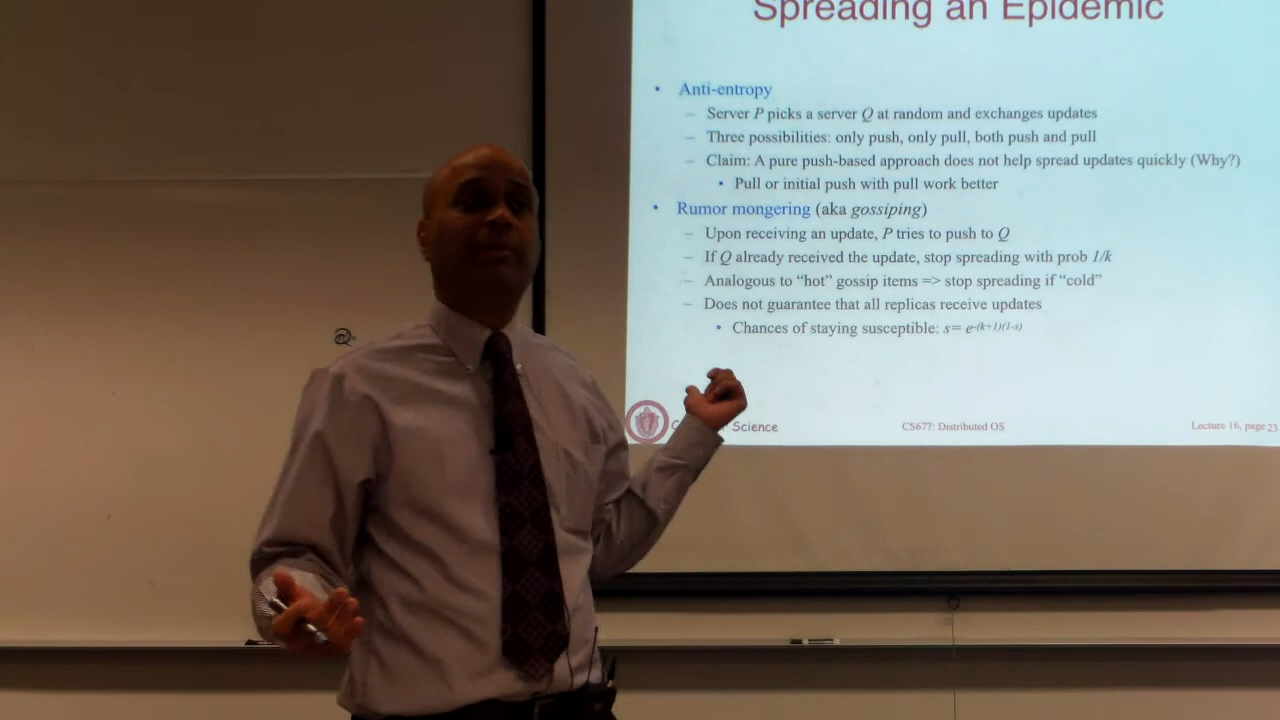 Spreading an Epidemic
• Anti-entropy
– Server P picks a server Q at random and exchanges updates
– Three possibilities: only push, only pull, both push and pull
– Claim: A pure push-based approach does not help spread updates quickly (Why?)
• Pull or initial push with pull work better
• Rumor mongering (aka gossiping)
– Upon receiving an update, P tries to push to Q
– If Q already received the update, stop spreading with prob 1/k
– Analogous to “hot” gossip items => stop spreading if “cold”
– Does not guarantee that all replicas receive updates
• Chances of staying susceptible: s= e-(k+1)(1-s)
Science
CS677: Distributed OS
Lecture 16, page 23